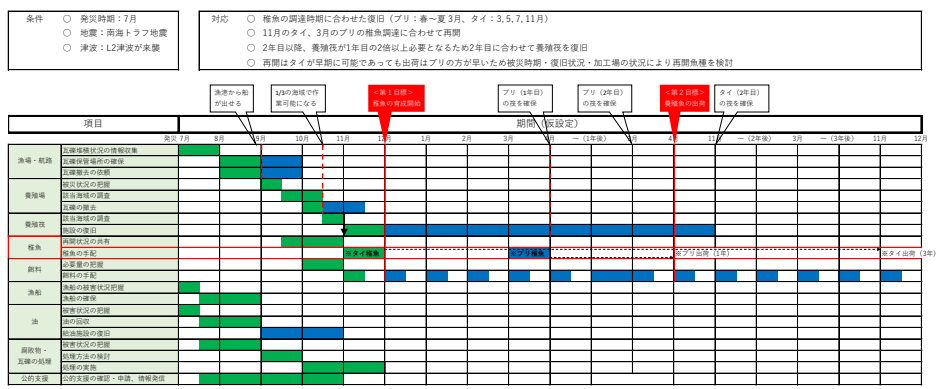 条件 ○ 発災時期：7月
○ 地震：南海トラフ地震
○ 津波：L2津波が来襲
対応 ○ 稚魚の調達時期に合わせた復旧（ブリ：春～夏 3月、タイ：3, 5, 7, 11月）
○ 11月のタイ、3月のブリの稚魚調達に合わせて再開
○ 2年目以降、養殖筏が1年目の2倍以上必要となるため2年目に合わせて養殖筏を復旧
○ 再開はタイが早期に可能であっても出荷はブリの方が早いため被災時期・復旧状況・加工場の状況により再開魚種を検討
漁港から船
が出せる
1/3の海域で作
業可能になる
<第1目標>
稚魚の育成開始
ブリ（1年目）
の筏を確保
ブリ（2年目）
の筏を確保
<第2目標>
養殖魚の出荷
タイ（2年目）
の筏を確保
項目 期間（仮設定）
発災 7月 8月 9月 10月 11月 12月 1月 2月 3月 4月 ～（1年後） 3月 4月 11月 ～（2年後） ～（3年後） 11月 12月
漁場・航路
瓦礫堆積状況の情報収集
瓦礫保管場所の確保
瓦礫撤去の依頼
養殖場
被災状況の把握
該当海域の調査
瓦礫の撤去
養殖筏
該当海域の調査
施設の復旧
稚魚
再開状況の共有
稚魚の手配 ※タイ稚魚 ※ブリ稚魚 ※ブリ出荷（1年） ※タイ出荷（3年）
餌料
必要量の把握
餌料の手配
漁船
漁船の被害状況把握
漁船の確保
油
被害状況の把握
油の回収
給油施設の復旧
腐敗物・
瓦礫の処理
被害状況の把握
処理方法の検討
処理の実施
公的支援 公的支援の確認・申請、情報発信